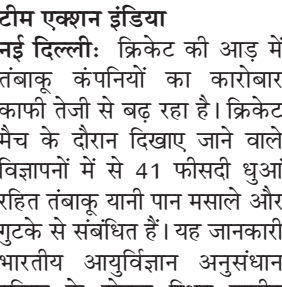 टीम एक्शन इंडिया
नई दिल्लीः क्रिकेट की आड़ में
तंबाकू कंपनियों का कारोबार
काफी तेजी से बढ़ रहा है। क्रिकेट
मैच के दौरान दिखाए जाने वाले
विज्ञापनों में से 41 फीसदी धुआं
रहित तंबाकू यानी पान मसाले और
गुटके से संबंधित हैं। यह जानकारी
भारतीय आयुर्विज्ञान अनुसंधान